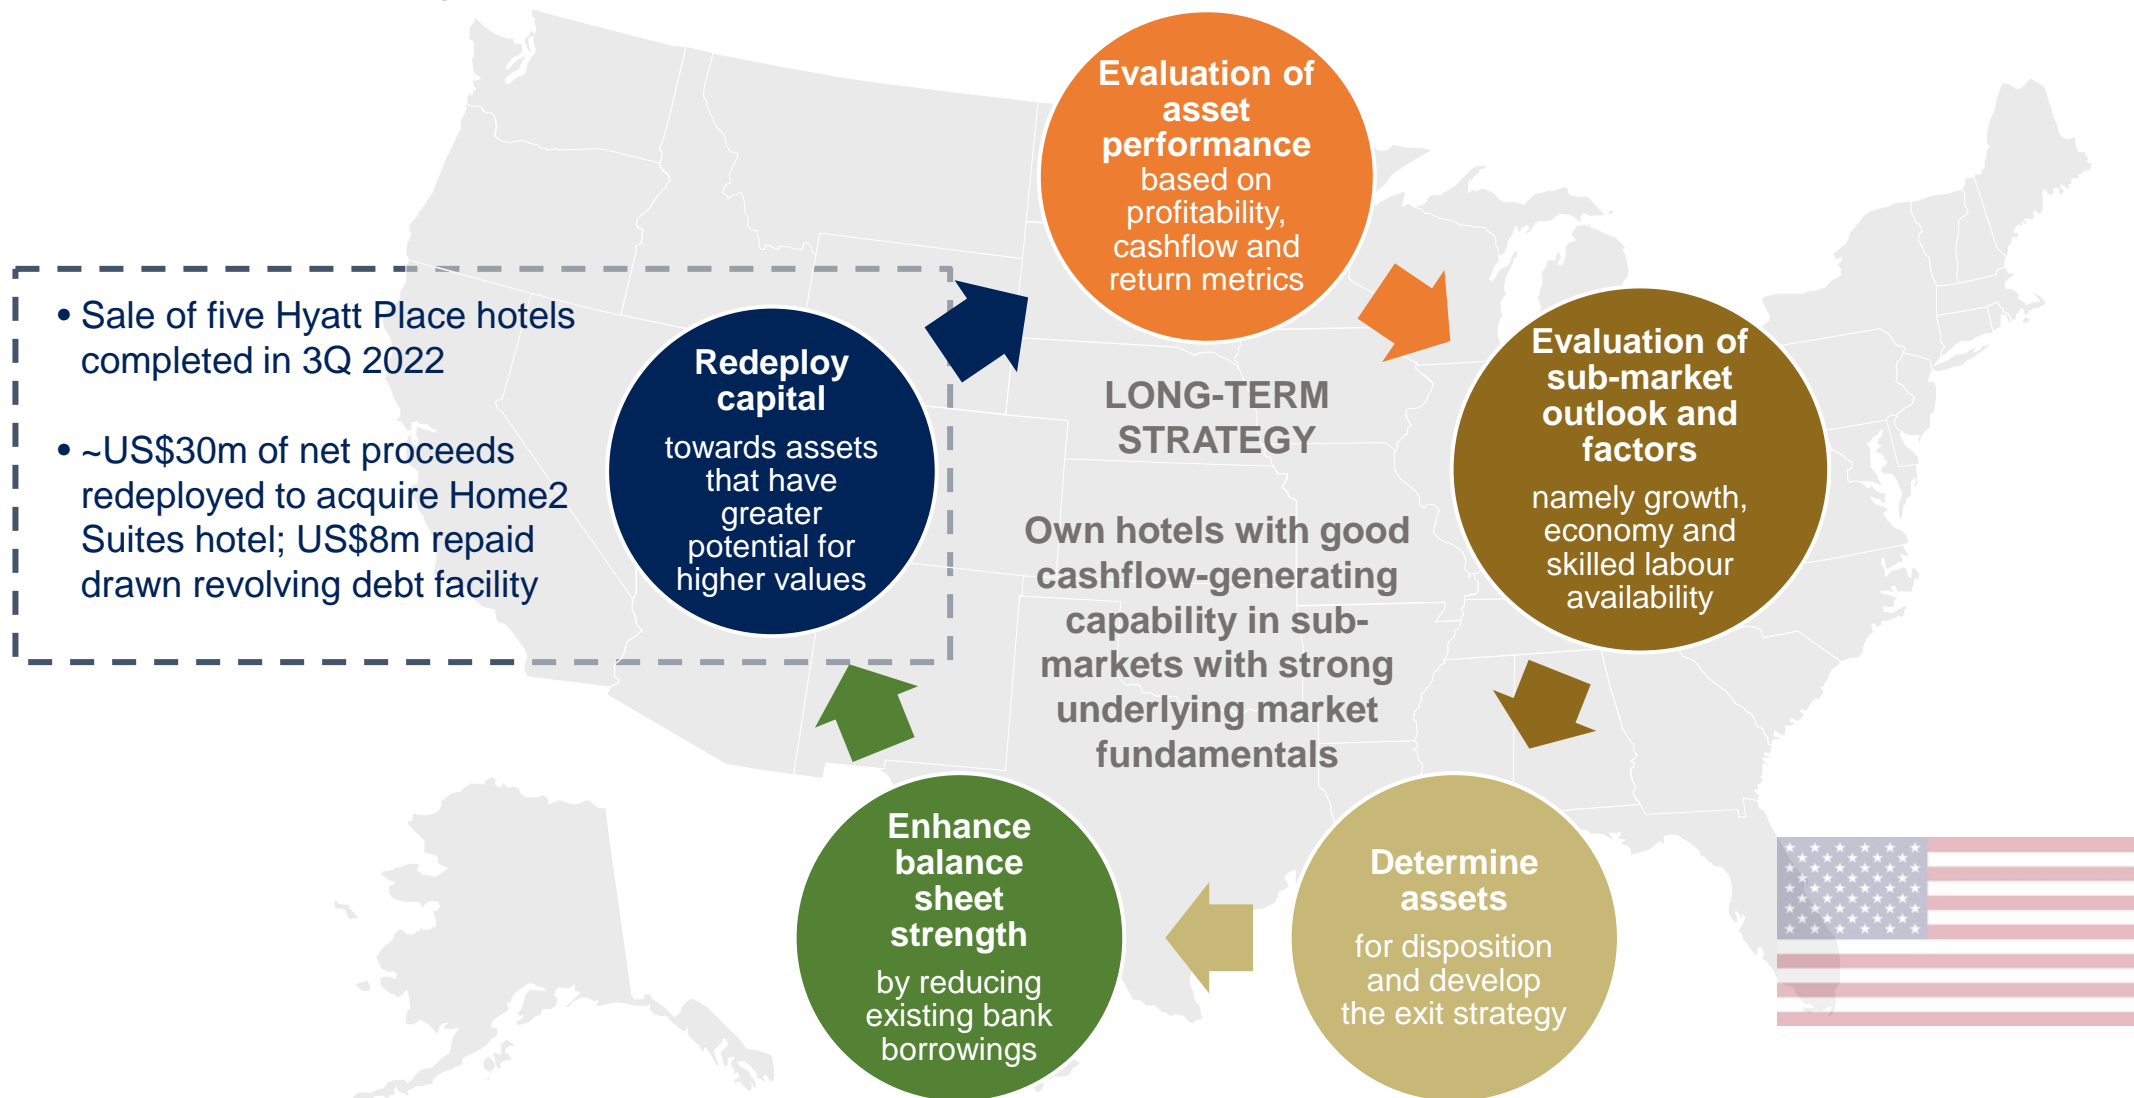 Evaluation of
asset
performance
based on
profitability,
cashflow and
return metrics
Evaluation of
sub-market
outlook and
factors
namely growth,
economy and
skilled labour
availability
Determine
assets
for disposition
and develop
the exit strategy
Enhance
balance
sheet
strength
by reducing
existing bank
borrowings
Redeploy
capital
towards assets
that have
greater
potential for
higher values
• Sale of five Hyatt Place hotels
completed in 3Q 2022
• ~US$30m of net proceeds
redeployed to acquire Home2
Suites hotel; US$8m repaid
drawn revolving debt facility
LONG-TERM
STRATEGY
Own hotels with good
cashflow-generating
capability in sub-
markets with strong
underlying market
fundamentals